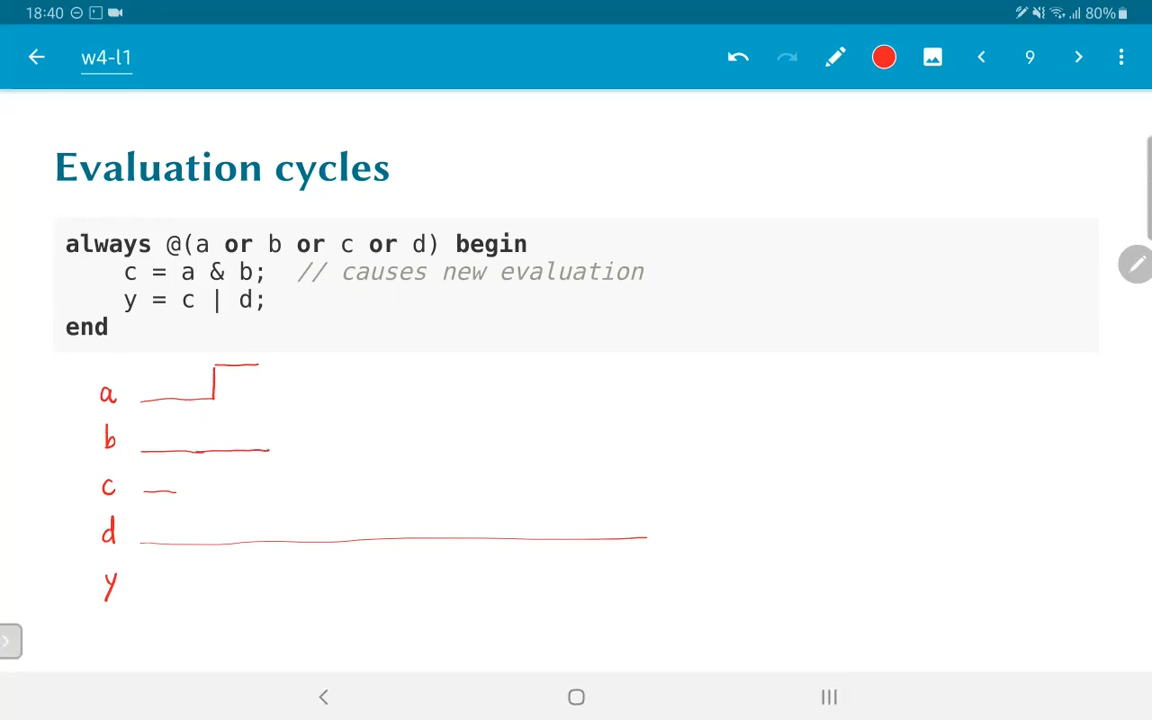 18:40 80%
w4-l1 9
Evaluation cycles
always @(a or b or c or d) begin
c = a & b; // causes new evaluation
y = c | d;
end
a
b
c
d
y